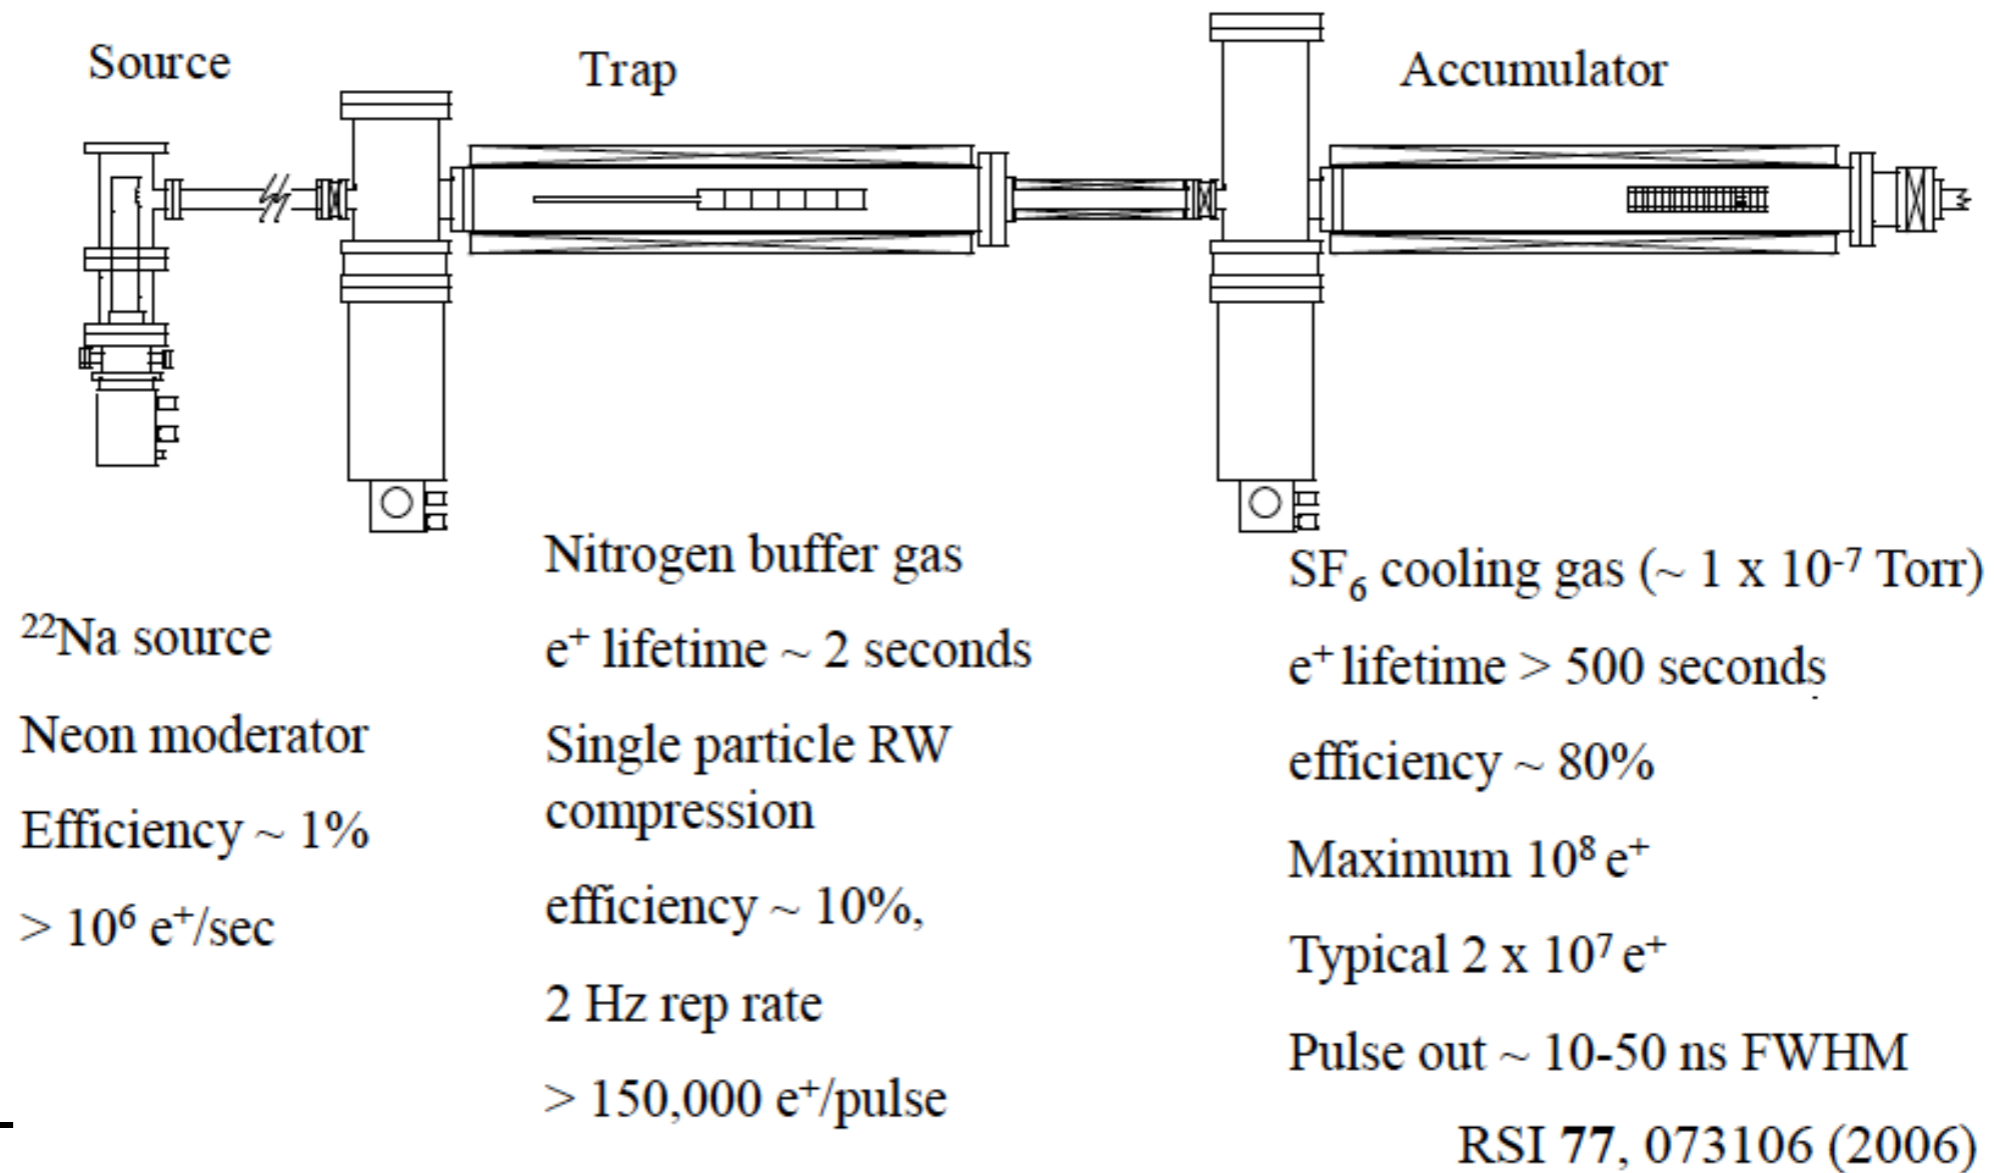 Source
Trap
Accumulator
²²Na source
Neon moderator
Efficiency ~ 1%
> 10⁶ e⁺/sec
Nitrogen buffer gas
e⁺ lifetime ~ 2 seconds
Single particle RW
compression
efficiency ~ 10%,
2 Hz rep rate
> 150,000 e⁺/pulse
SF₆ cooling gas (~ 1 x 10⁻⁷ Torr)
e⁺ lifetime > 500 seconds
efficiency ~ 80%
Maximum 10⁸ e⁺
Typical 2 x 10⁷ e⁺
Pulse out ~ 10-50 ns FWHM
RSI 77, 073106 (2006)